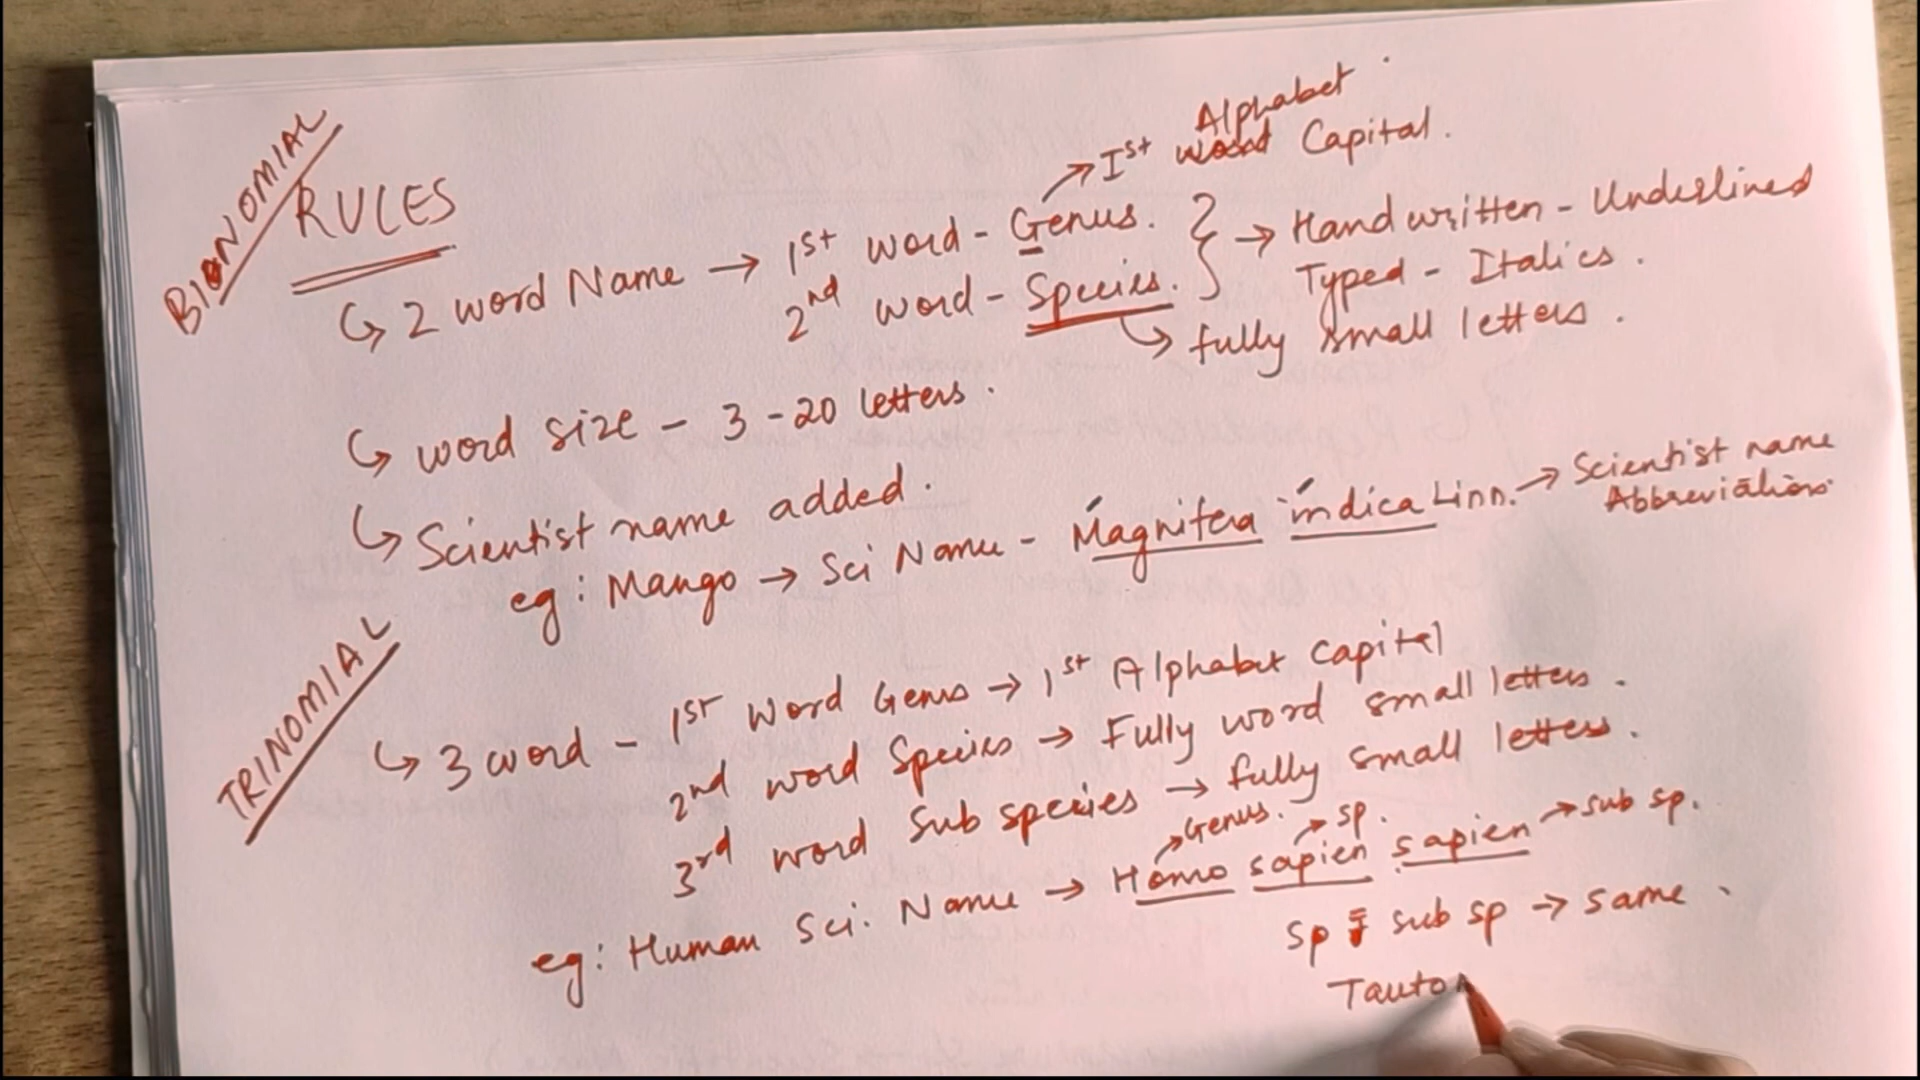 BIONOMIAL
RULES
Alphabet
Ist word Capital.
↳ 2 word Name → 1st word - Genus. } → Hand written - Underlined
2nd word - Species. Typed - Italics.
↳ fully small letters.
↳ word size - 3 - 20 letters.
↳ Scientist name added.
eg: Mango → Sci Name - Magnifera indica Linn. → Scientist name
Abbreviations
TRINOMIAL
↳ 3 word - 1st Word Genus → 1st Alphabet capital
2nd word Species → Fully word small letters.
3rd word Sub species → fully small letters.
Genus. sp. sub sp.
eg: Human Sci. Name → Homo sapien sapien
Sp sub sp → same.
Tauto